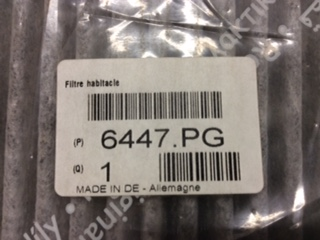 Filtre habitacle
(P) 6447.PG
(Q) 1
MADE IN DE - Allemagne